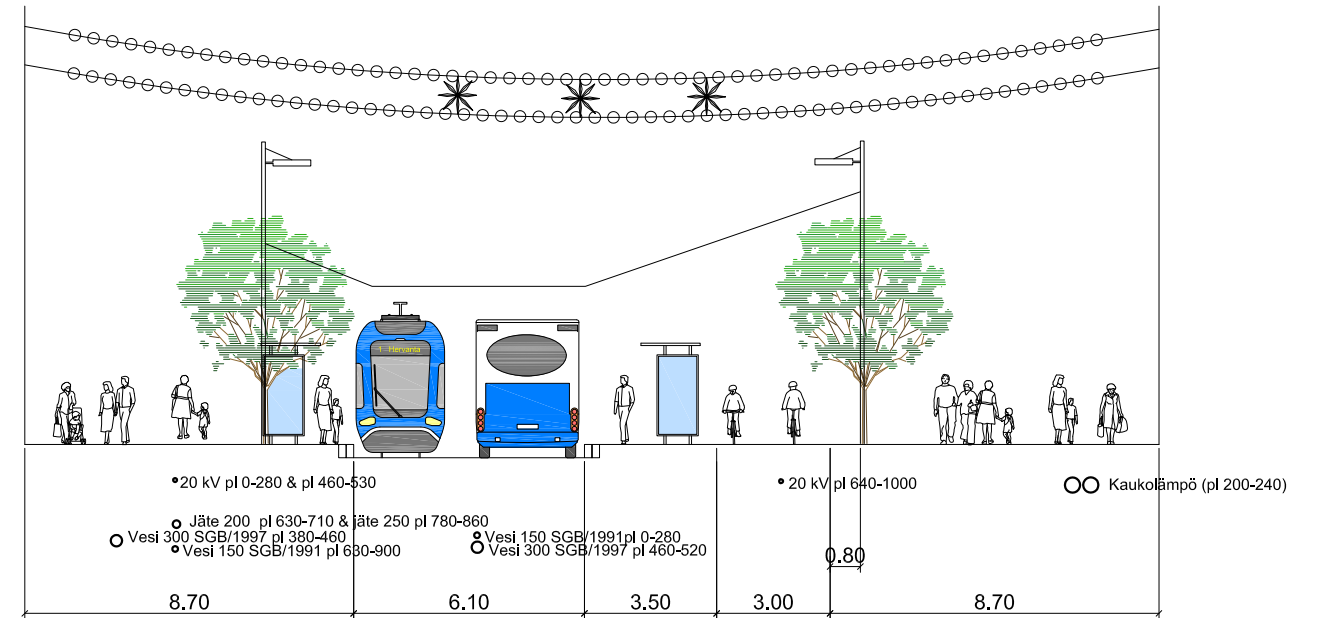 1 Hervanta
20 kV pl 0-280 & pl 460-530
20 kV pl 640-1000
Kaukolämpö (pl 200-240)
Jäte 200 pl 630-710 & jäte 250 pl 780-860
Vesi 300 SGB/1997 pl 380-460
Vesi 150 SGB/1991pl 0-280
Vesi 150 SGB/1991 pl 630-900
Vesi 300 SGB/1997 pl 460-520
0.80
8.70
6.10
3.50
3.00
8.70